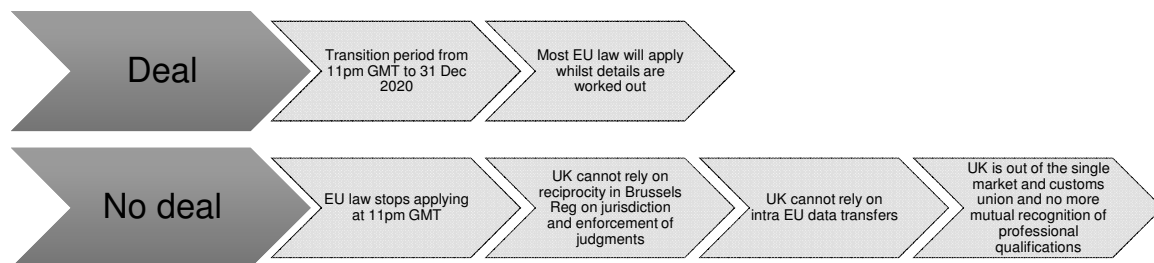 Deal
Transition period from
11pm GMT to 31 Dec
2020
Most EU law will apply
whilst details are
worked out
No deal
EU law stops applying
at 11pm GMT
UK cannot rely on
reciprocity in Brussels
Reg on jurisdiction
and enforcement of
judgments
UK cannot rely on
intra EU data transfers
UK is out of the single
market and customs
union and no more
mutual recognition of
professional
qualifications